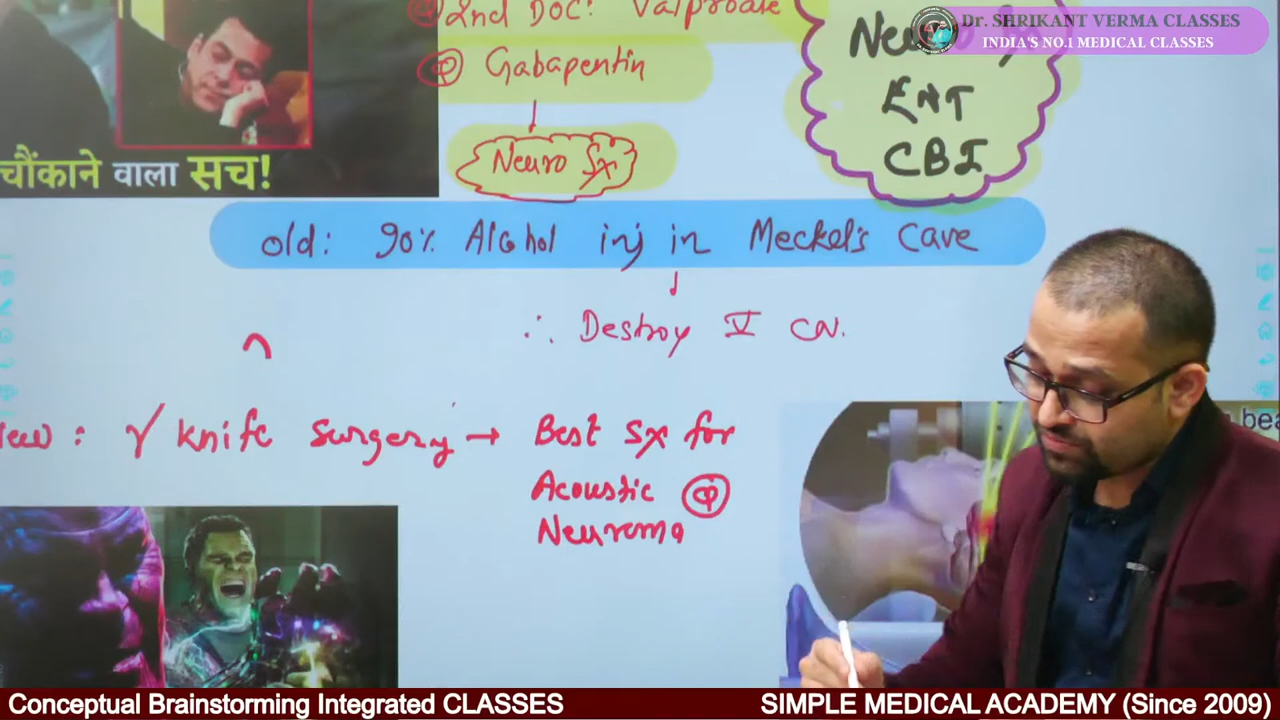 2nd DOC: Valproate
Gabapentin
Neuro Sx
ENT
CBI
Dr. SHRIKANT VERMA CLASSES
INDIA'S NO.1 MEDICAL CLASSES
चौंकाने वाला सच!
old: 90% Alcohol inj in Meckel's Cave
∴ Destroy V CN.
γ knife surgery → Best Sx for
Acoustic
Neuroma
bea
Conceptual Brainstorming Integrated CLASSES
SIMPLE MEDICAL ACADEMY (Since 2009)